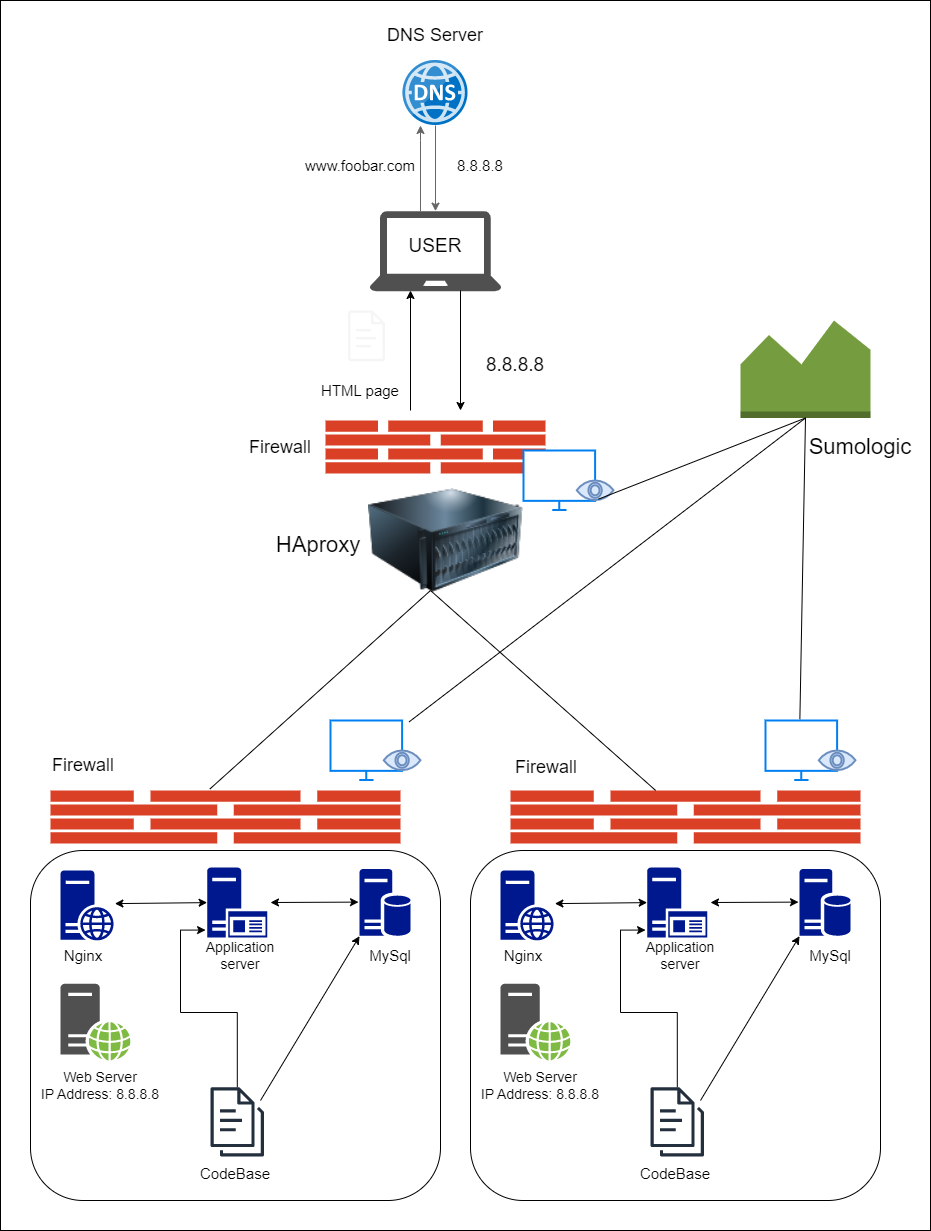 DNS Server
DNS
www.foobar.com
8.8.8.8
USER
8.8.8.8
HTML page
Firewall
Sumologic
HAproxy
Firewall
Firewall
Nginx
Application
server
MySql
Web Server
IP Address: 8.8.8.8
CodeBase
Nginx
Application
server
MySql
Web Server
IP Address: 8.8.8.8
CodeBase